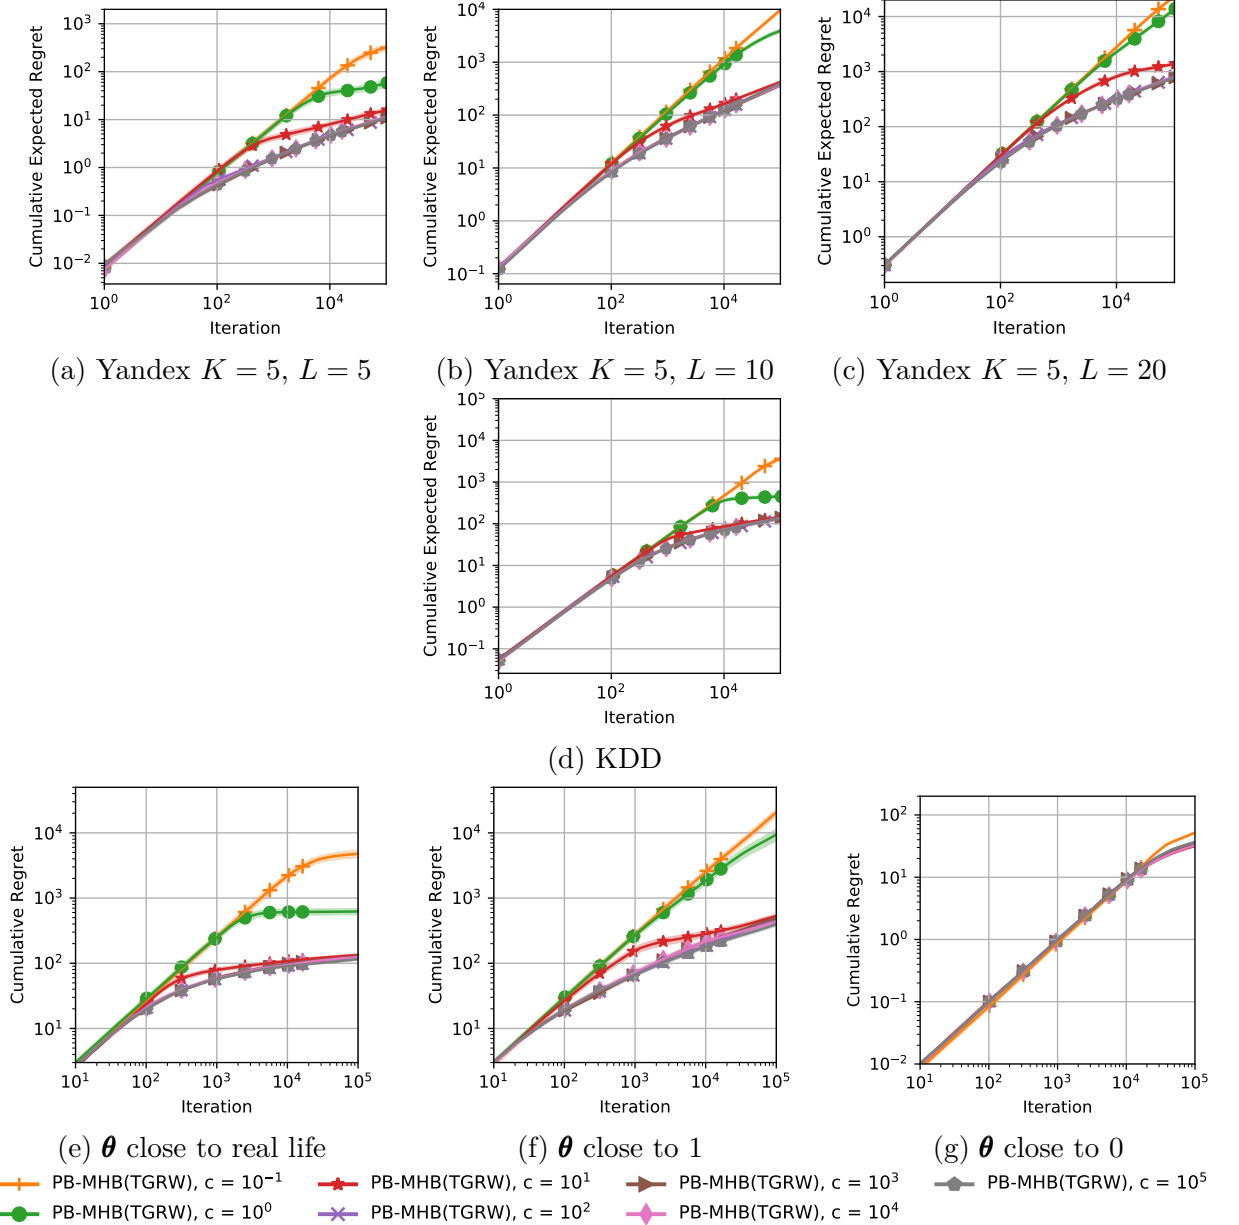 10³
10²
10¹
10⁰
10⁻¹
10⁻²
Cumulative Expected Regret
10⁰ 10² 10⁴
Iteration
(a) Yandex K = 5, L = 5
10⁴
10³
10²
10¹
10⁰
10⁻¹
Cumulative Expected Regret
10⁰ 10² 10⁴
Iteration
(b) Yandex K = 5, L = 10
10⁴
10³
10²
10¹
10⁰
Cumulative Expected Regret
10⁰ 10² 10⁴
Iteration
(c) Yandex K = 5, L = 20
10⁵
10⁴
10³
10²
10¹
10⁰
10⁻¹
Cumulative Expected Regret
10⁰ 10² 10⁴
Iteration
(d) KDD
10⁴
10³
10²
10¹
Cumulative Regret
10¹ 10² 10³ 10⁴ 10⁵
Iteration
(e) θ close to real life
10⁴
10³
10²
10¹
Cumulative Regret
10¹ 10² 10³ 10⁴ 10⁵
Iteration
(f) θ close to 1
10²
10¹
10⁰
10⁻¹
10⁻²
Cumulative Regret
10¹ 10² 10³ 10⁴ 10⁵
Iteration
(g) θ close to 0
PB-MHB(TGRW), c = 10⁻¹
PB-MHB(TGRW), c = 10⁰
PB-MHB(TGRW), c = 10¹
PB-MHB(TGRW), c = 10²
PB-MHB(TGRW), c = 10³
PB-MHB(TGRW), c = 10⁴
PB-MHB(TGRW), c = 10⁵